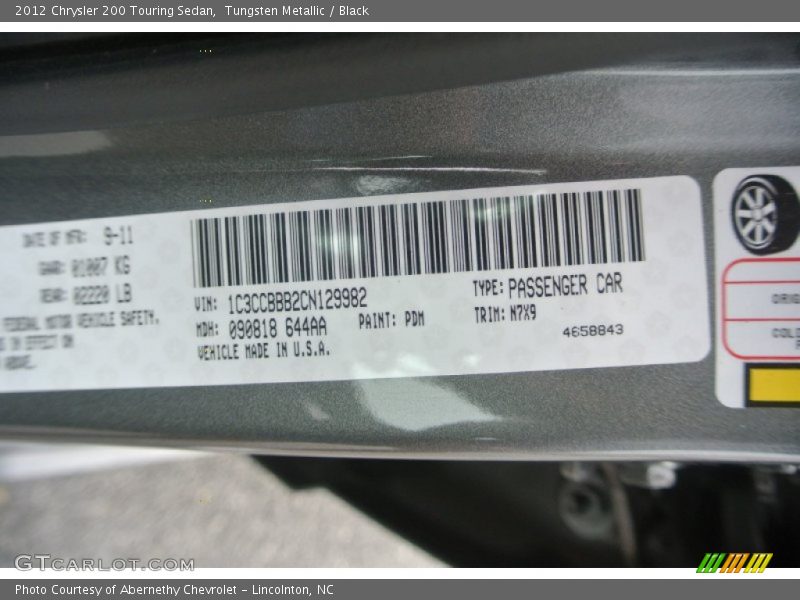 2012 Chrysler 200 Touring Sedan, Tungsten Metallic / Black
DATE OF MFR: 9-11
GAWR: 01007 KG
REAR: 02220 LB
FEDERAL MOTOR VEHICLE SAFETY.
IN EFFECT ON
ABOVE.
VIN: 1C3CCBBB2CN129982
TYPE: PASSENGER CAR
MDH: 090818 644AA
PAINT: PDM
TRIM: N7X9
4658843
VEHICLE MADE IN U.S.A.
ORIG
COLD
GTCARLOT.COM
Photo Courtesy of Abernethy Chevrolet – Lincolnton, NC